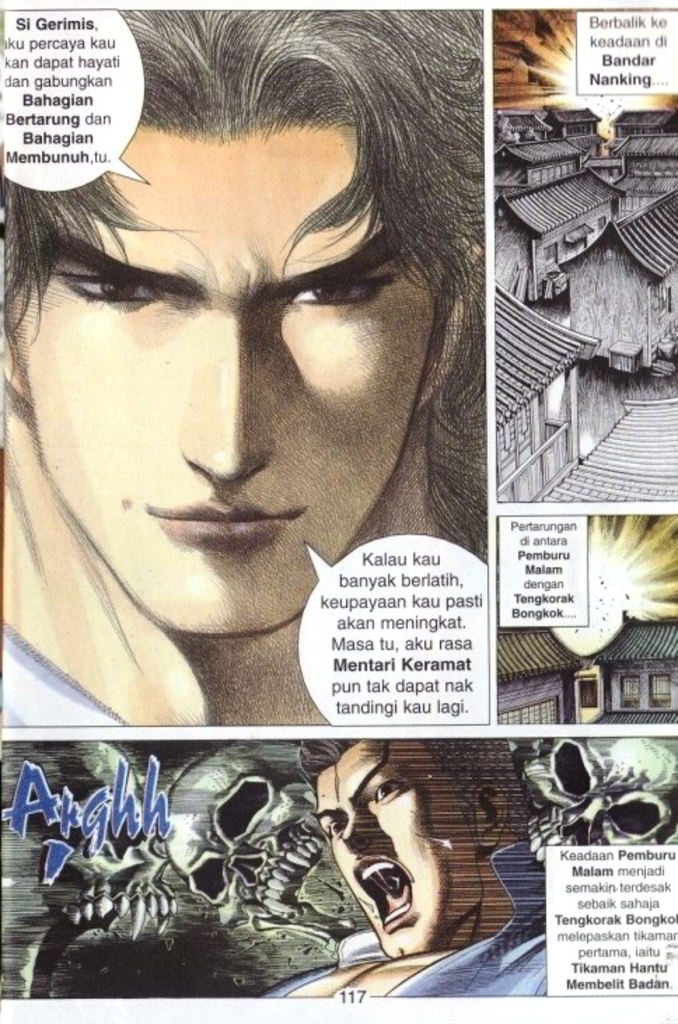 Si Gerimis,
aku percaya kau
kan dapat hayati
dan gabungkan
Bahagian
Bertarung dan
Bahagian
Membunuh,tu.
Berbalik ke
keadaan di
Bandar
Nanking....
Kalau kau
banyak berlatih,
keupayaan kau pasti
akan meningkat.
Masa tu, aku rasa
Mentari Keramat
pun tak dapat nak
tandingi kau lagi.
Pertarungan
di antara
Pemburu
Malam
dengan
Tengkorak
Bongkok....
Arghh
Keadaan Pemburu
Malam menjadi
semakin terdesak
sebaik sahaja
Tengkorak Bongkok
melepaskan tikaman
pertama, iaitu
Tikaman Hantu
Membelit Badan.
117